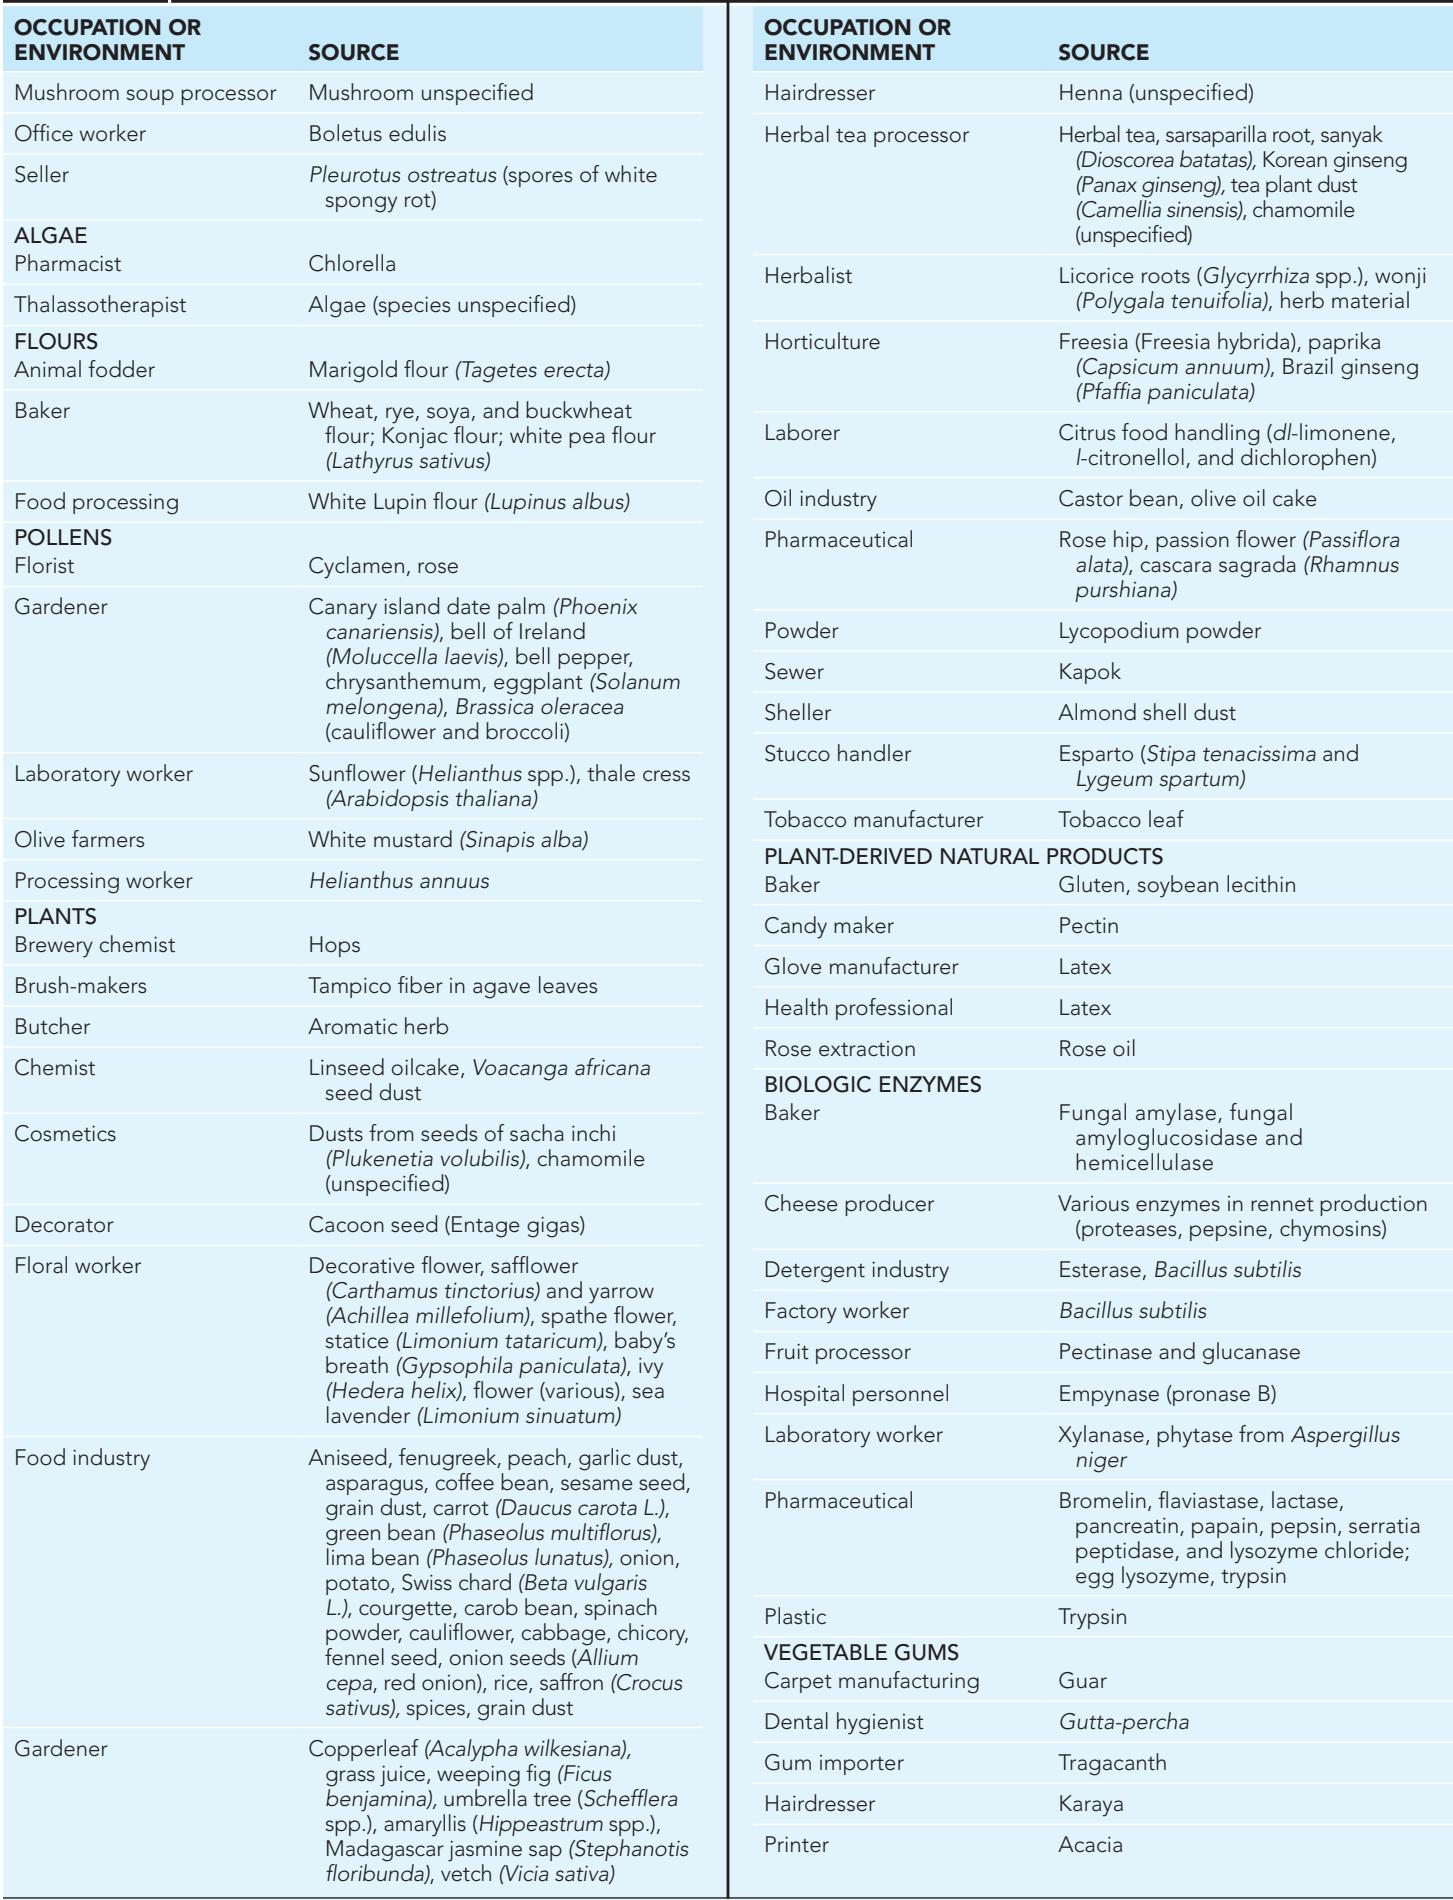 OCCUPATION OR
ENVIRONMENT SOURCE
Mushroom soup processor Mushroom unspecified
Office worker Boletus edulis
Seller Pleurotus ostreatus (spores of white
spongy rot)
ALGAE
Pharmacist Chlorella
Thalassotherapist Algae (species unspecified)
FLOURS
Animal fodder Marigold flour (Tagetes erecta)
Baker Wheat, rye, soya, and buckwheat
flour; Konjac flour; white pea flour
(Lathyrus sativus)
Food processing White Lupin flour (Lupinus albus)
POLLENS
Florist Cyclamen, rose
Gardener Canary island date palm (Phoenix
canariensis), bell of Ireland
(Moluccella laevis), bell pepper,
chrysanthemum, eggplant (Solanum
melongena), Brassica oleracea
(cauliflower and broccoli)
Laboratory worker Sunflower (Helianthus spp.), thale cress
(Arabidopsis thaliana)
Olive farmers White mustard (Sinapis alba)
Processing worker Helianthus annuus
PLANTS
Brewery chemist Hops
Brush-makers Tampico fiber in agave leaves
Butcher Aromatic herb
Chemist Linseed oilcake, Voacanga africana
seed dust
Cosmetics Dusts from seeds of sacha inchi
(Plukenetia volubilis), chamomile
(unspecified)
Decorator Cacoon seed (Entage gigas)
Floral worker Decorative flower, safflower
(Carthamus tinctorius) and yarrow
(Achillea millefolium), spathe flower,
statice (Limonium tataricum), baby's
breath (Gypsophila paniculata), ivy
(Hedera helix), flower (various), sea
lavender (Limonium sinuatum)
Food industry Aniseed, fenugreek, peach, garlic dust,
asparagus, coffee bean, sesame seed,
grain dust, carrot (Daucus carota L.),
green bean (Phaseolus multiflorus),
lima bean (Phaseolus lunatus), onion,
potato, Swiss chard (Beta vulgaris
L.), courgette, carob bean, spinach
powder, cauliflower, cabbage, chicory,
fennel seed, onion seeds (Allium
cepa, red onion), rice, saffron (Crocus
sativus), spices, grain dust
Gardener Copperleaf (Acalypha wilkesiana),
grass juice, weeping fig (Ficus
benjamina), umbrella tree (Schefflera
spp.), amaryllis (Hippeastrum spp.),
Madagascar jasmine sap (Stephanotis
floribunda), vetch (Vicia sativa)
OCCUPATION OR
ENVIRONMENT SOURCE
Hairdresser Henna (unspecified)
Herbal tea processor Herbal tea, sarsaparilla root, sanyak
(Dioscorea batatas), Korean ginseng
(Panax ginseng), tea plant dust
(Camellia sinensis), chamomile
(unspecified)
Herbalist Licorice roots (Glycyrrhiza spp.), wonji
(Polygala tenuifolia), herb material
Horticulture Freesia (Freesia hybrida), paprika
(Capsicum annuum), Brazil ginseng
(Pfaffia paniculata)
Laborer Citrus food handling (dl-limonene,
l-citronellol, and dichlorophen)
Oil industry Castor bean, olive oil cake
Pharmaceutical Rose hip, passion flower (Passiflora
alata), cascara sagrada (Rhamnus
purshiana)
Powder Lycopodium powder
Sewer Kapok
Sheller Almond shell dust
Stucco handler Esparto (Stipa tenacissima and
Lygeum spartum)
Tobacco manufacturer Tobacco leaf
PLANT-DERIVED NATURAL PRODUCTS
Baker Gluten, soybean lecithin
Candy maker Pectin
Glove manufacturer Latex
Health professional Latex
Rose extraction Rose oil
BIOLOGIC ENZYMES
Baker Fungal amylase, fungal
amyloglucosidase and
hemicellulase
Cheese producer Various enzymes in rennet production
(proteases, pepsine, chymosins)
Detergent industry Esterase, Bacillus subtilis
Factory worker Bacillus subtilis
Fruit processor Pectinase and glucanase
Hospital personnel Empynase (pronase B)
Laboratory worker Xylanase, phytase from Aspergillus
niger
Pharmaceutical Bromelin, flaviastase, lactase,
pancreatin, papain, pepsin, serratia
peptidase, and lysozyme chloride;
egg lysozyme, trypsin
Plastic Trypsin
VEGETABLE GUMS
Carpet manufacturing Guar
Dental hygienist Gutta-percha
Gum importer Tragacanth
Hairdresser Karaya
Printer Acacia